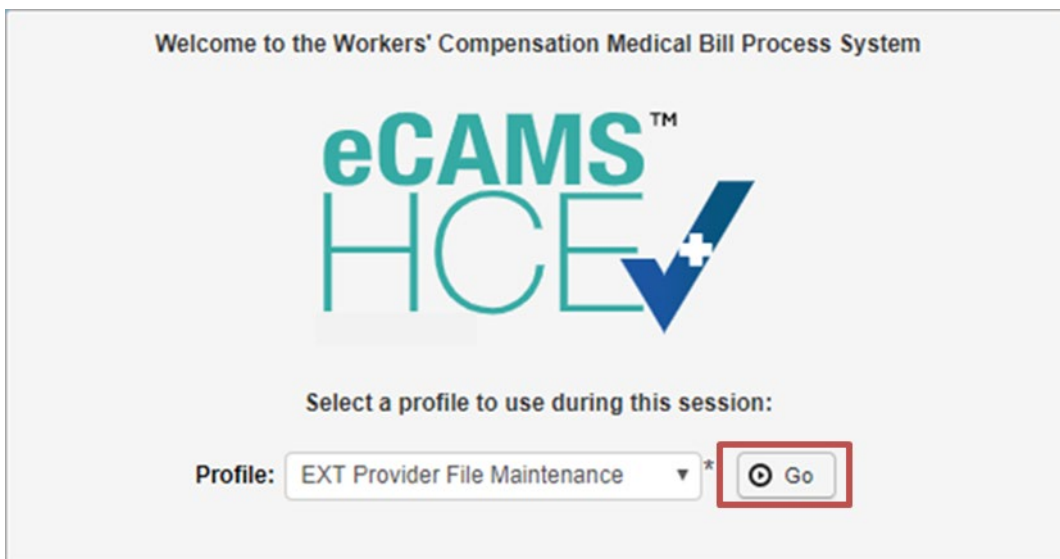 Welcome to the Workers' Compensation Medical Bill Process System
eCAMS™
HCE
Select a profile to use during this session:
Profile: EXT Provider File Maintenance * Go